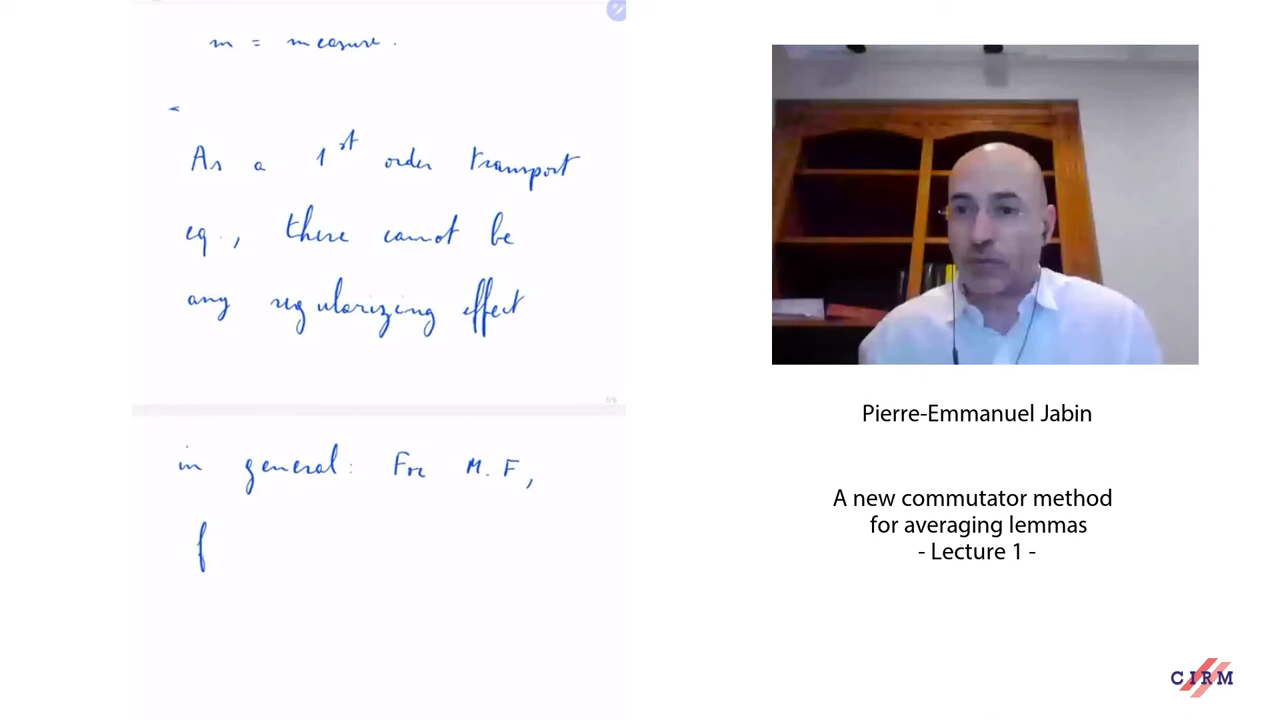 m = measure.
As a 1st order transport
eq., there cannot be
any regularizing effect
in general: For M.F,
f
Pierre-Emmanuel Jabin
A new commutator method
for averaging lemmas
- Lecture 1 -
CIRM